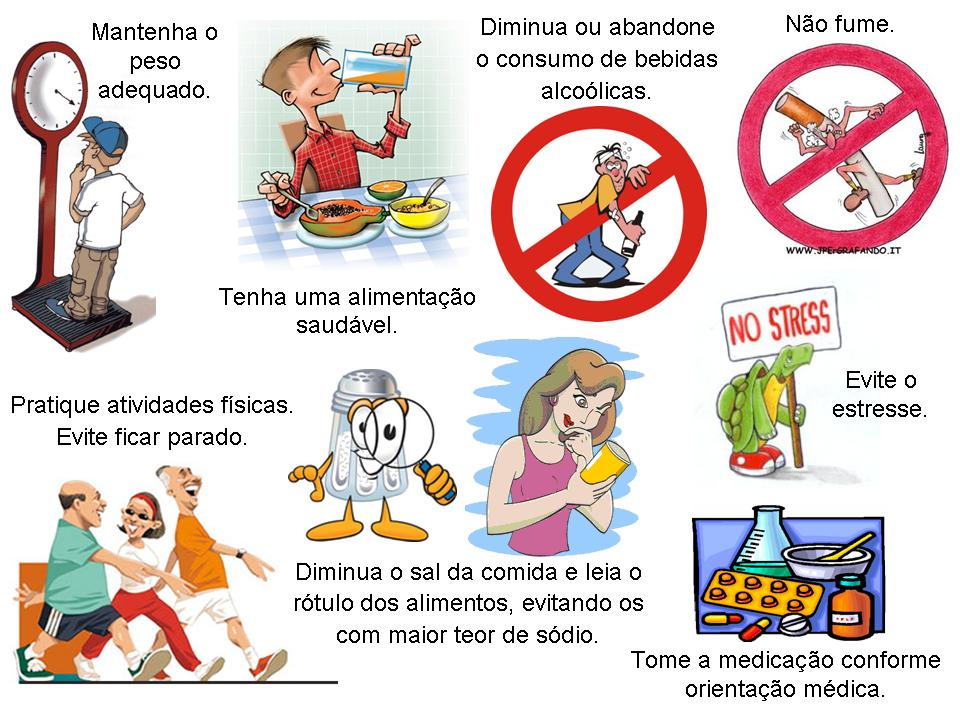 Mantenha o
peso
adequado.
Diminua ou abandone
o consumo de bebidas
alcoólicas.
Não fume.
WWW.JPErGRAFANDO.IT
Tenha uma alimentação
saudável.
NO STRESS
Evite o
estresse.
Pratique atividades físicas.
Evite ficar parado.
Diminua o sal da comida e leia o
rótulo dos alimentos, evitando os
com maior teor de sódio.
Tome a medicação conforme
orientação médica.